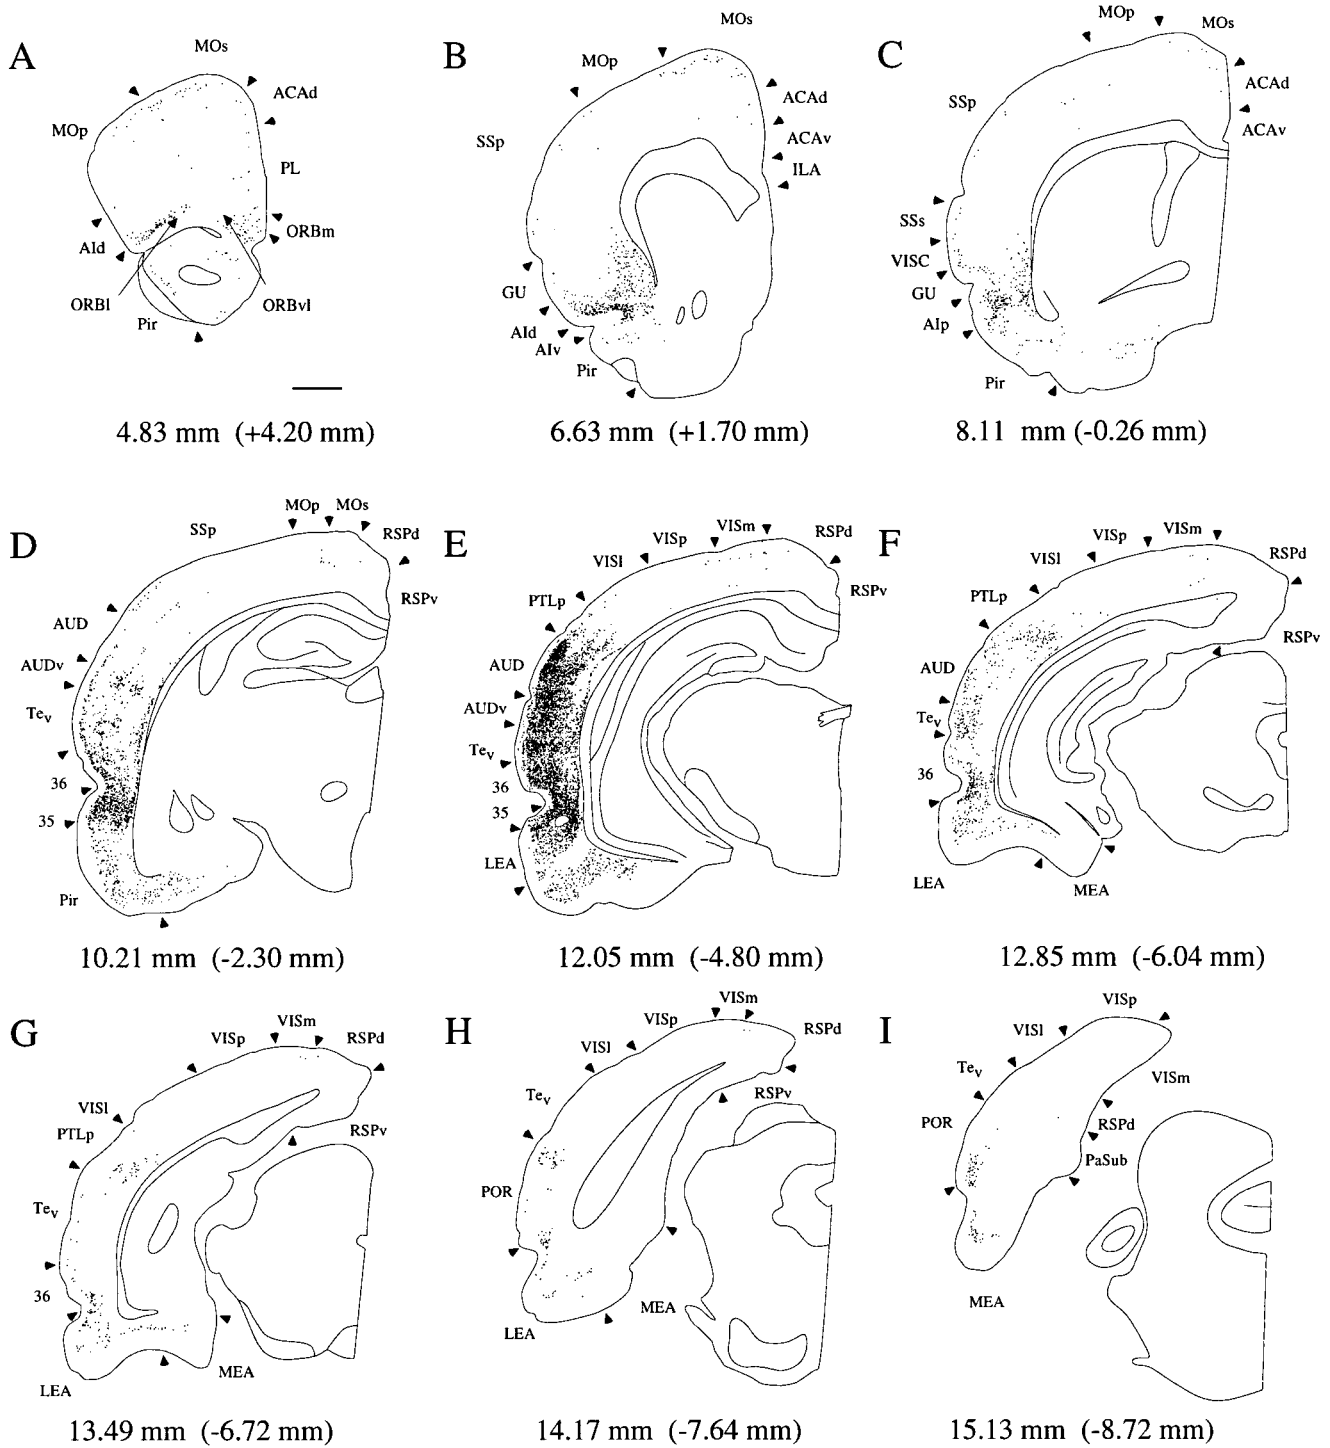 A
MOs
ACAd
MOp
PL
AId
ORBm
ORBl
ORBvl
Pir
4.83 mm (+4.20 mm)
B
MOs
MOp
ACAd
SSp
ACAv
ILA
GU
AId
AIv
Pir
6.63 mm (+1.70 mm)
C
MOp
MOs
ACAd
SSp
ACAv
SSs
VISC
GU
AIp
Pir
8.11 mm (-0.26 mm)
D
SSp
MOp
MOs
RSPd
RSPv
AUD
AUDv
Tev
36
35
Pir
10.21 mm (-2.30 mm)
E
VISm
VISp
RSPd
VISl
RSPv
PTLp
AUD
AUDv
Tev
36
35
LEA
12.05 mm (-4.80 mm)
F
VISm
VISp
VISl
RSPd
PTLp
RSPv
AUD
Tev
36
LEA
MEA
12.85 mm (-6.04 mm)
G
VISm
VISp
RSPd
VISl
PTLp
RSPv
Tev
36
LEA
MEA
13.49 mm (-6.72 mm)
H
VISm
VISp
RSPd
VISl
Tev
RSPv
POR
MEA
LEA
14.17 mm (-7.64 mm)
I
VISp
VISl
Tev
VISm
POR
RSPd
PaSub
MEA
15.13 mm (-8.72 mm)